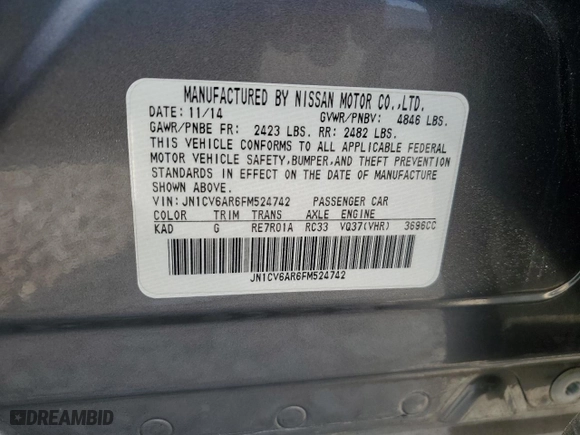 MANUFACTURED BY NISSAN MOTOR CO.,LTD.
DATE: 11/14 GVWR/PNBV: 4846 LBS.
GAWR/PNBE FR: 2423 LBS. RR: 2482 LBS.
THIS VEHICLE CONFORMS TO ALL APPLICABLE FEDERAL
MOTOR VEHICLE SAFETY,BUMPER,AND THEFT PREVENTION
STANDARDS IN EFFECT ON THE DATE OF MANUFACTURE
SHOWN ABOVE.
VIN: JN1CV6AR6FM524742 PASSENGER CAR
COLOR TRIM TRANS AXLE ENGINE
KAD G RE7R01A RC33 VQ37(VHR) 3696CC
JN1CV6AR6FM524742
DREAMBID